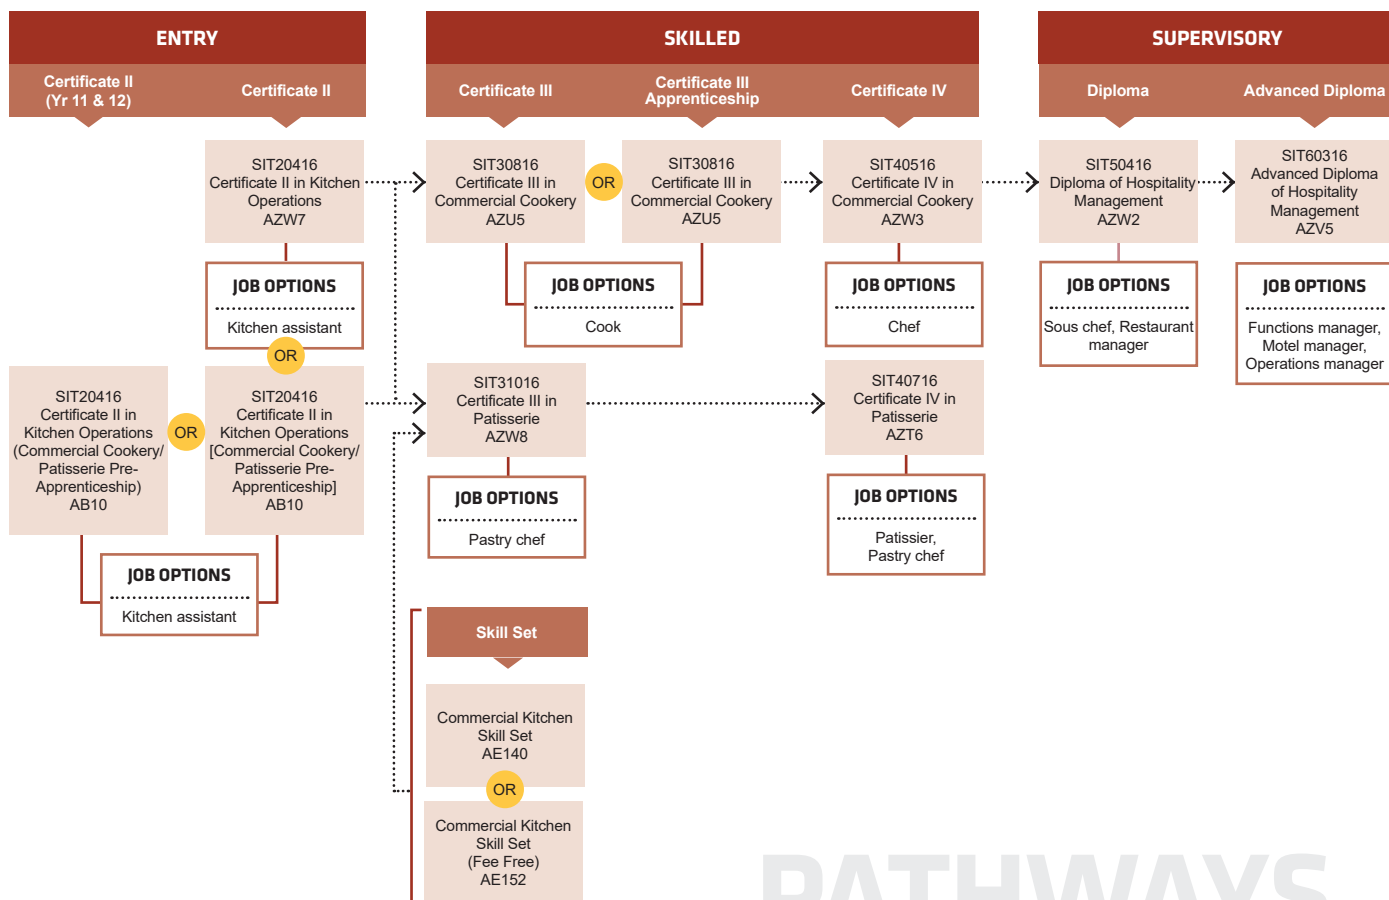 ENTRY
SKILLED
SUPERVISORY
Certificate II
(Yr 11 & 12)
Certificate II
Certificate III
Certificate III
Apprenticeship
Certificate IV
Diploma
Advanced Diploma
SIT20416
Certificate II in Kitchen
Operations
AZW7
SIT30816
Certificate III in
Commercial Cookery
AZU5
OR
SIT30816
Certificate III in
Commercial Cookery
AZU5
SIT40516
Certificate IV in
Commercial Cookery
AZW3
SIT50416
Diploma of Hospitality
Management
AZW2
SIT60316
Advanced Diploma
of Hospitality
Management
AZV5
JOB OPTIONS
Kitchen assistant
JOB OPTIONS
Cook
JOB OPTIONS
Chef
JOB OPTIONS
Sous chef, Restaurant
manager
JOB OPTIONS
Functions manager,
Motel manager,
Operations manager
OR
SIT20416
Certificate II in
Kitchen Operations
(Commercial Cookery/
Patisserie Pre-
Apprenticeship)
AB10
OR
SIT20416
Certificate II in
Kitchen Operations
[Commercial Cookery/
Patisserie Pre-
Apprenticeship]
AB10
SIT31016
Certificate III in
Patisserie
AZW8
SIT40716
Certificate IV in
Patisserie
AZT6
JOB OPTIONS
Kitchen assistant
JOB OPTIONS
Pastry chef
JOB OPTIONS
Patissier,
Pastry chef
Skill Set
Commercial Kitchen
Skill Set
AE140
OR
Commercial Kitchen
Skill Set
(Fee Free)
AE152
PATHWAYS